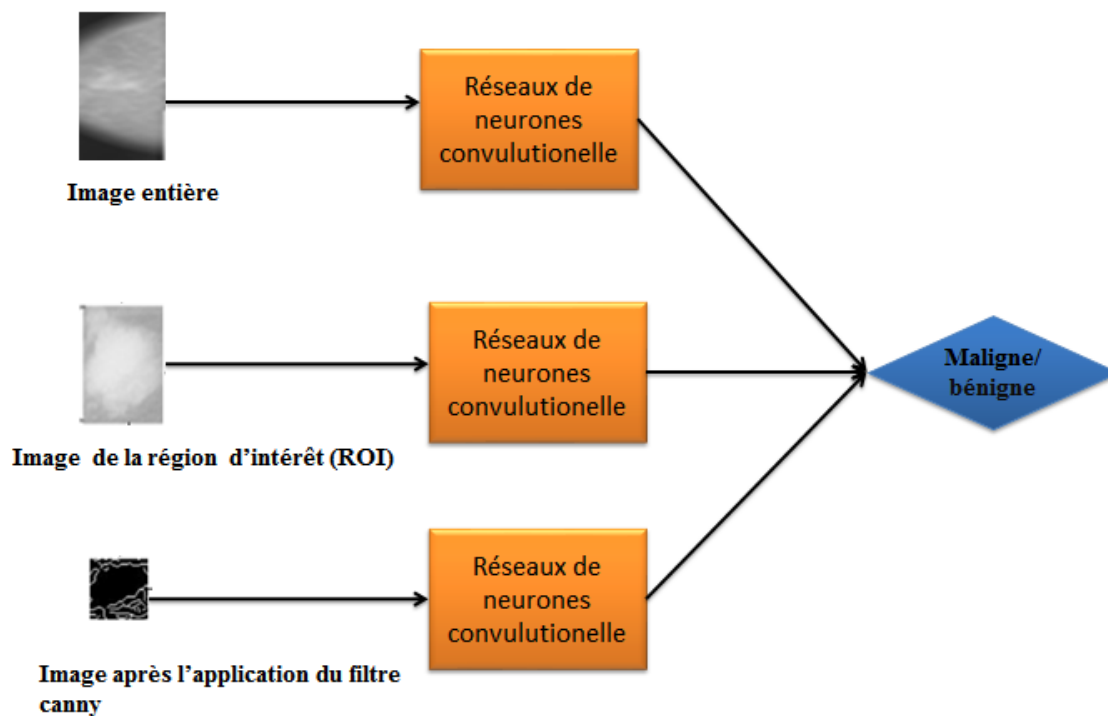 Réseaux de
neurones
convulutionelle
Image entière
Réseaux de
neurones
convulutionelle
Maligne/
bénigne
Image de la région d'intérêt (ROI)
Réseaux de
neurones
convulutionelle
Image après l'application du filtre
canny